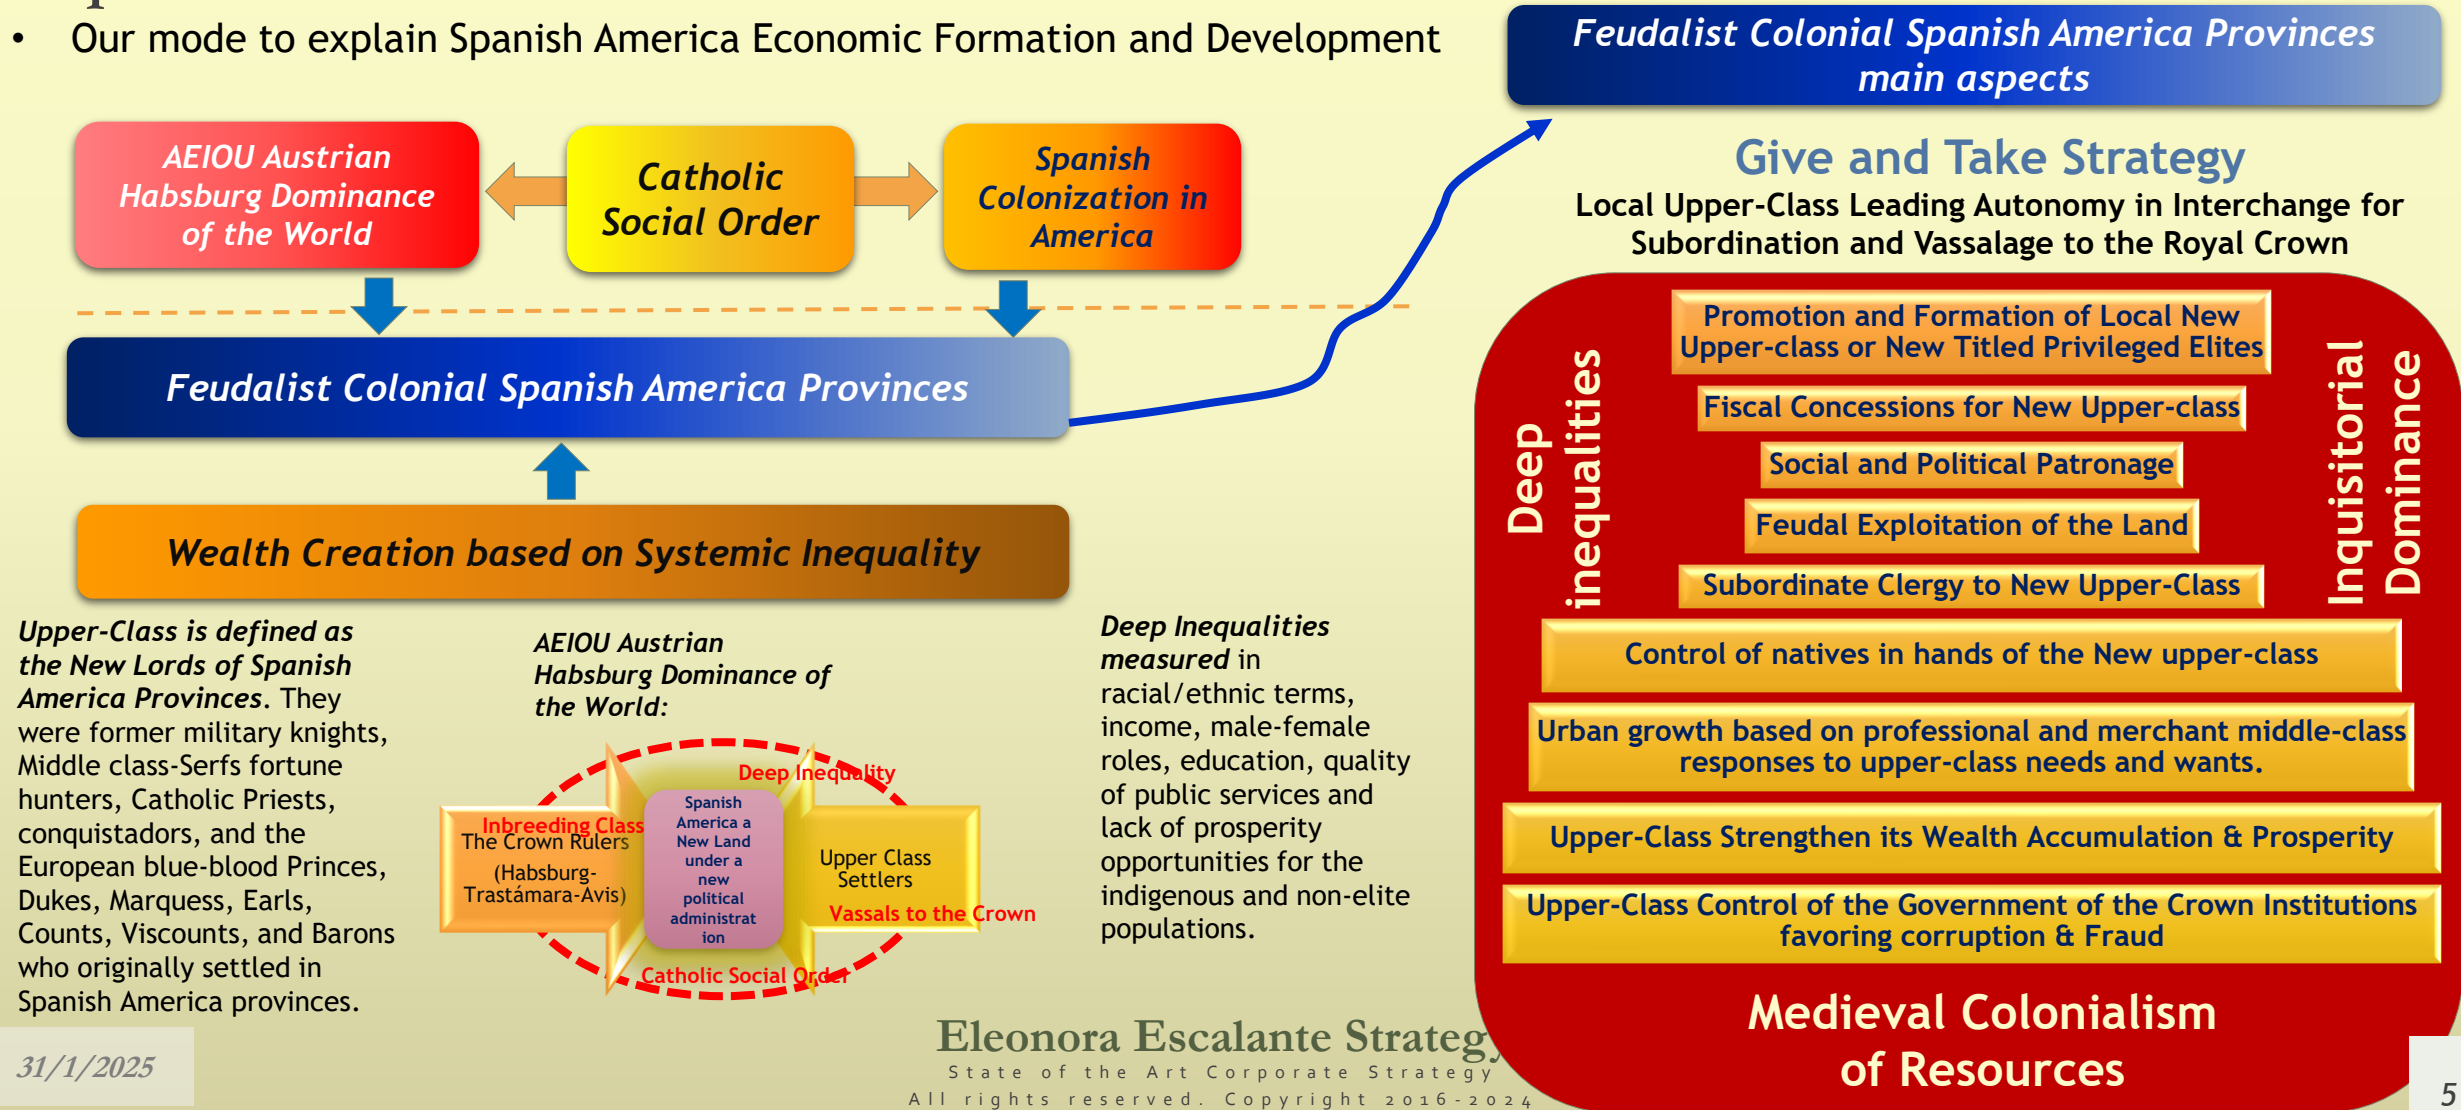 • Our mode to explain Spanish America Economic Formation and Development
AEIOU Austrian
Habsburg Dominance
of the World
Catholic
Social Order
Spanish
Colonization in
America
Feudalist Colonial Spanish America Provinces
Wealth Creation based on Systemic Inequality
Upper-Class is defined as
the New Lords of Spanish
America Provinces. They
were former military knights,
Middle class-Serfs fortune
hunters, Catholic Priests,
conquistadors, and the
European blue-blood Princes,
Dukes, Marquess, Earls,
Counts, Viscounts, and Barons
who originally settled in
Spanish America provinces.
AEIOU Austrian
Habsburg Dominance of
the World:
Deep Inequality
Inbreeding Class
The Crown Rulers
(Habsburg-
Trastámara-Avis)
Spanish
America a
New Land
under a
new
political
administrat
ion
Upper Class
Settlers
Vassals to the Crown
Catholic Social Order
Deep Inequalities
measured in
racial/ethnic terms,
income, male-female
roles, education, quality
of public services and
lack of prosperity
opportunities for the
indigenous and non-elite
populations.
Feudalist Colonial Spanish America Provinces
main aspects
Give and Take Strategy
Local Upper-Class Leading Autonomy in Interchange for
Subordination and Vassalage to the Royal Crown
Deep
inequalities
Inquisitorial
Dominance
Promotion and Formation of Local New
Upper-class or New Titled Privileged Elites
Fiscal Concessions for New Upper-class
Social and Political Patronage
Feudal Exploitation of the Land
Subordinate Clergy to New Upper-Class
Control of natives in hands of the New upper-class
Urban growth based on professional and merchant middle-class
responses to upper-class needs and wants.
Upper-Class Strengthen its Wealth Accumulation & Prosperity
Upper-Class Control of the Government of the Crown Institutions
favoring corruption & Fraud
Medieval Colonialism
of Resources
31/1/2025
Eleonora Escalante Strategy
State of the Art Corporate Strategy
All rights reserved. Copyright 2016-2024
5